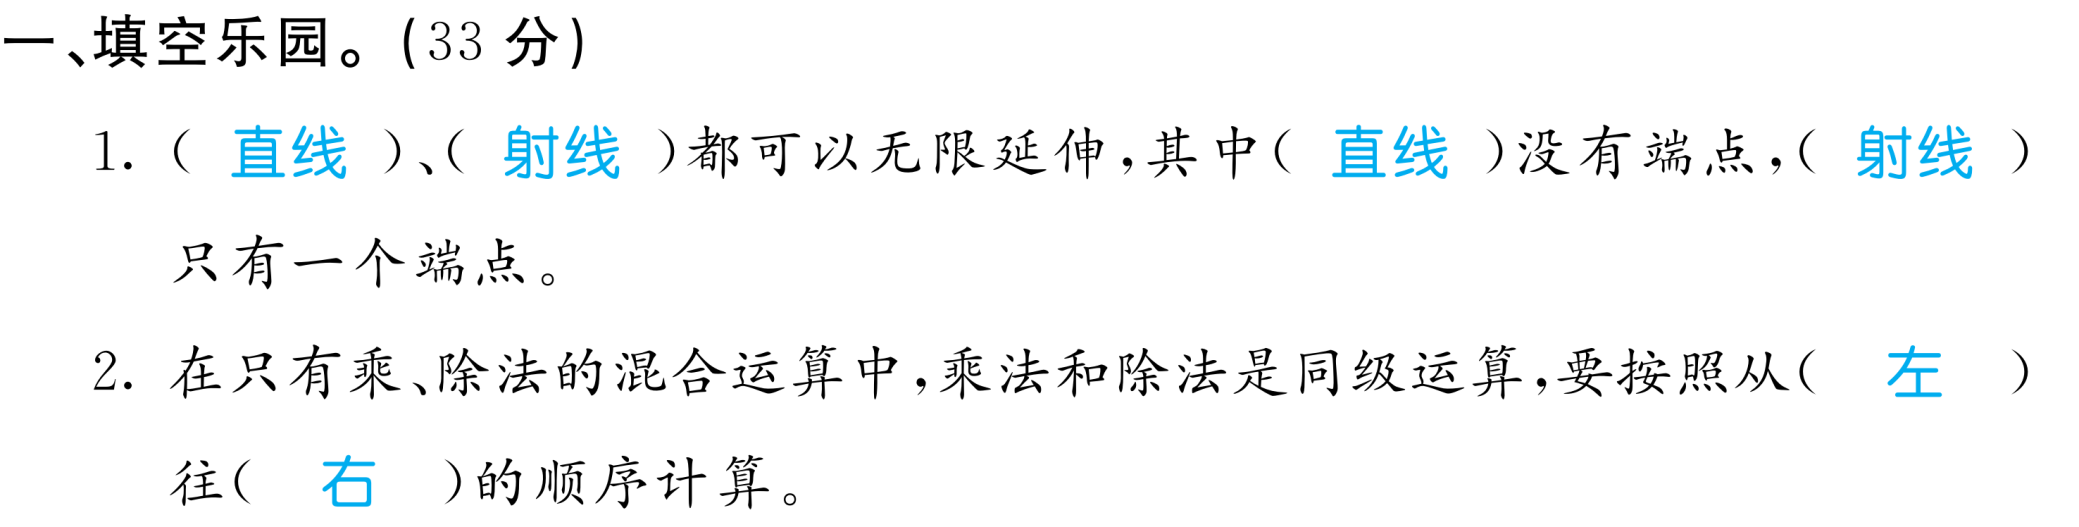 一、填空乐园。(33 分)
1. ( 直线 )、( 射线 )都可以无限延伸,其中( 直线 )没有端点,( 射线 )
只有一个端点。
2. 在只有乘、除法的混合运算中,乘法和除法是同级运算,要按照从( 左 )
往( 右 )的顺序计算。